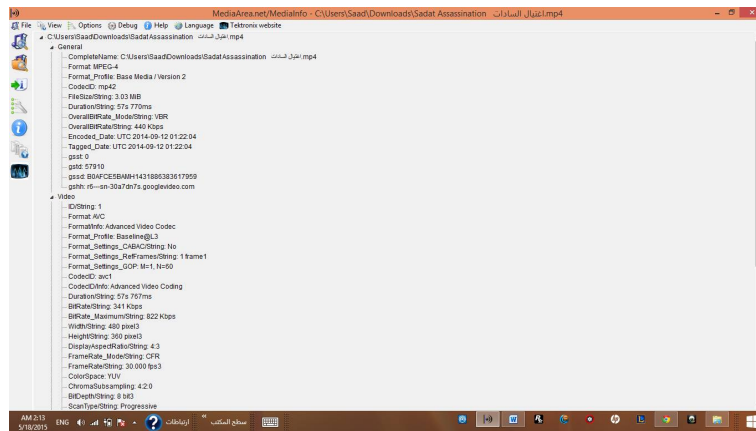 MediaArea.net/MediaInfo - C:\Users\Saad\Downloads\Sadat Assassination اغتيال السادات.mp4
File View Options Debug Help Language Tektronix website
C:\Users\Saad\Downloads\Sadat Assassination اغتيال السادات.mp4
General
CompleteName: C:\Users\Saad\Downloads\Sadat Assassination اغتيال السادات.mp4
Format: MPEG-4
Format_Profile: Base Media / Version 2
CodecID: mp42
FileSize/String: 3.03 MiB
Duration/String: 57s 770ms
OverallBitRate_Mode/String: VBR
OverallBitRate/String: 440 Kbps
Encoded_Date: UTC 2014-09-12 01:22:04
Tagged_Date: UTC 2014-09-12 01:22:04
gsst: 0
gstd: 57910
gssd: B0AFCE5BAMH1431886383617959
gshh: r6---sn-30a7dn7s.googlevideo.com
Video
ID/String: 1
Format: AVC
Format/Info: Advanced Video Codec
Format_Profile: Baseline@L3
Format_Settings_CABAC/String: No
Format_Settings_RefFrames/String: 1 frame1
Format_Settings_GOP: M=1, N=60
CodecID: avc1
CodecID/Info: Advanced Video Coding
Duration/String: 57s 767ms
BitRate/String: 341 Kbps
BitRate_Maximum/String: 822 Kbps
Width/String: 480 pixel3
Height/String: 360 pixel3
DisplayAspectRatio/String: 4:3
FrameRate_Mode/String: CFR
FrameRate/String: 30.000 fps3
ColorSpace: YUV
ChromaSubsampling: 4:2:0
BitDepth/String: 8 bit3
ScanType/String: Progressive
AM 2:13 ENG ارتباطات سطح المكتب
5/18/2015